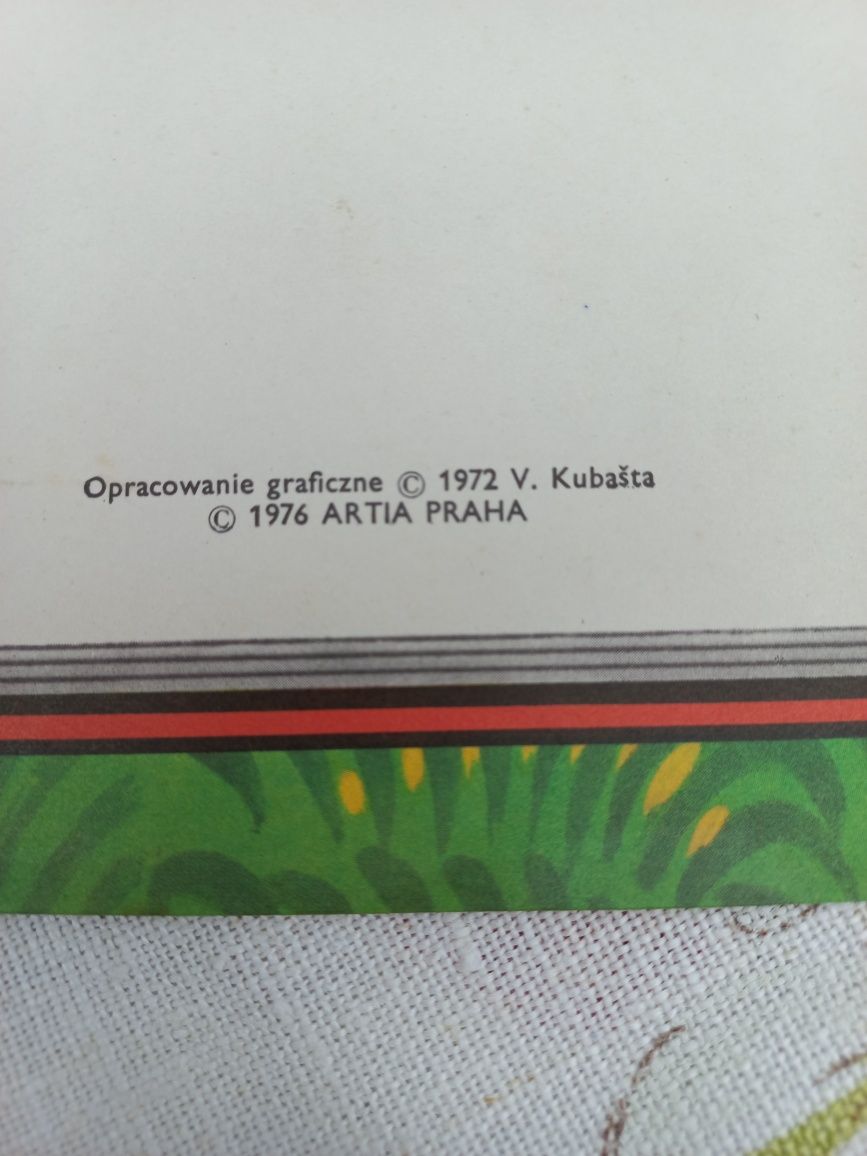 Opracowanie graficzne © 1972 V. Kubašta
© 1976 ARTIA PRAHA